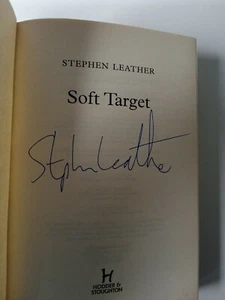 STEPHEN LEATHER
Soft Target
Stephen Leather
H
HODDER &
STOUGHTON